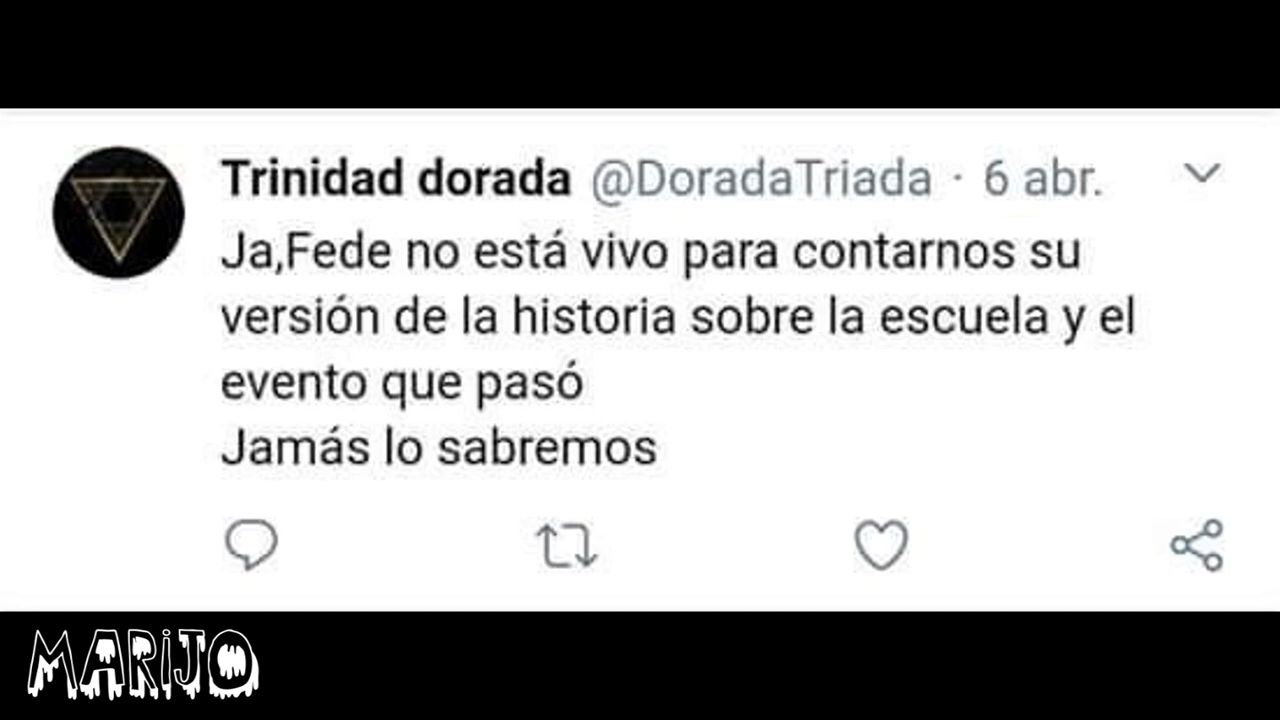 Trinidad dorada @DoradaTriada · 6 abr.
Ja,Fede no está vivo para contarnos su
versión de la historia sobre la escuela y el
evento que pasó
Jamás lo sabremos
MARiJO